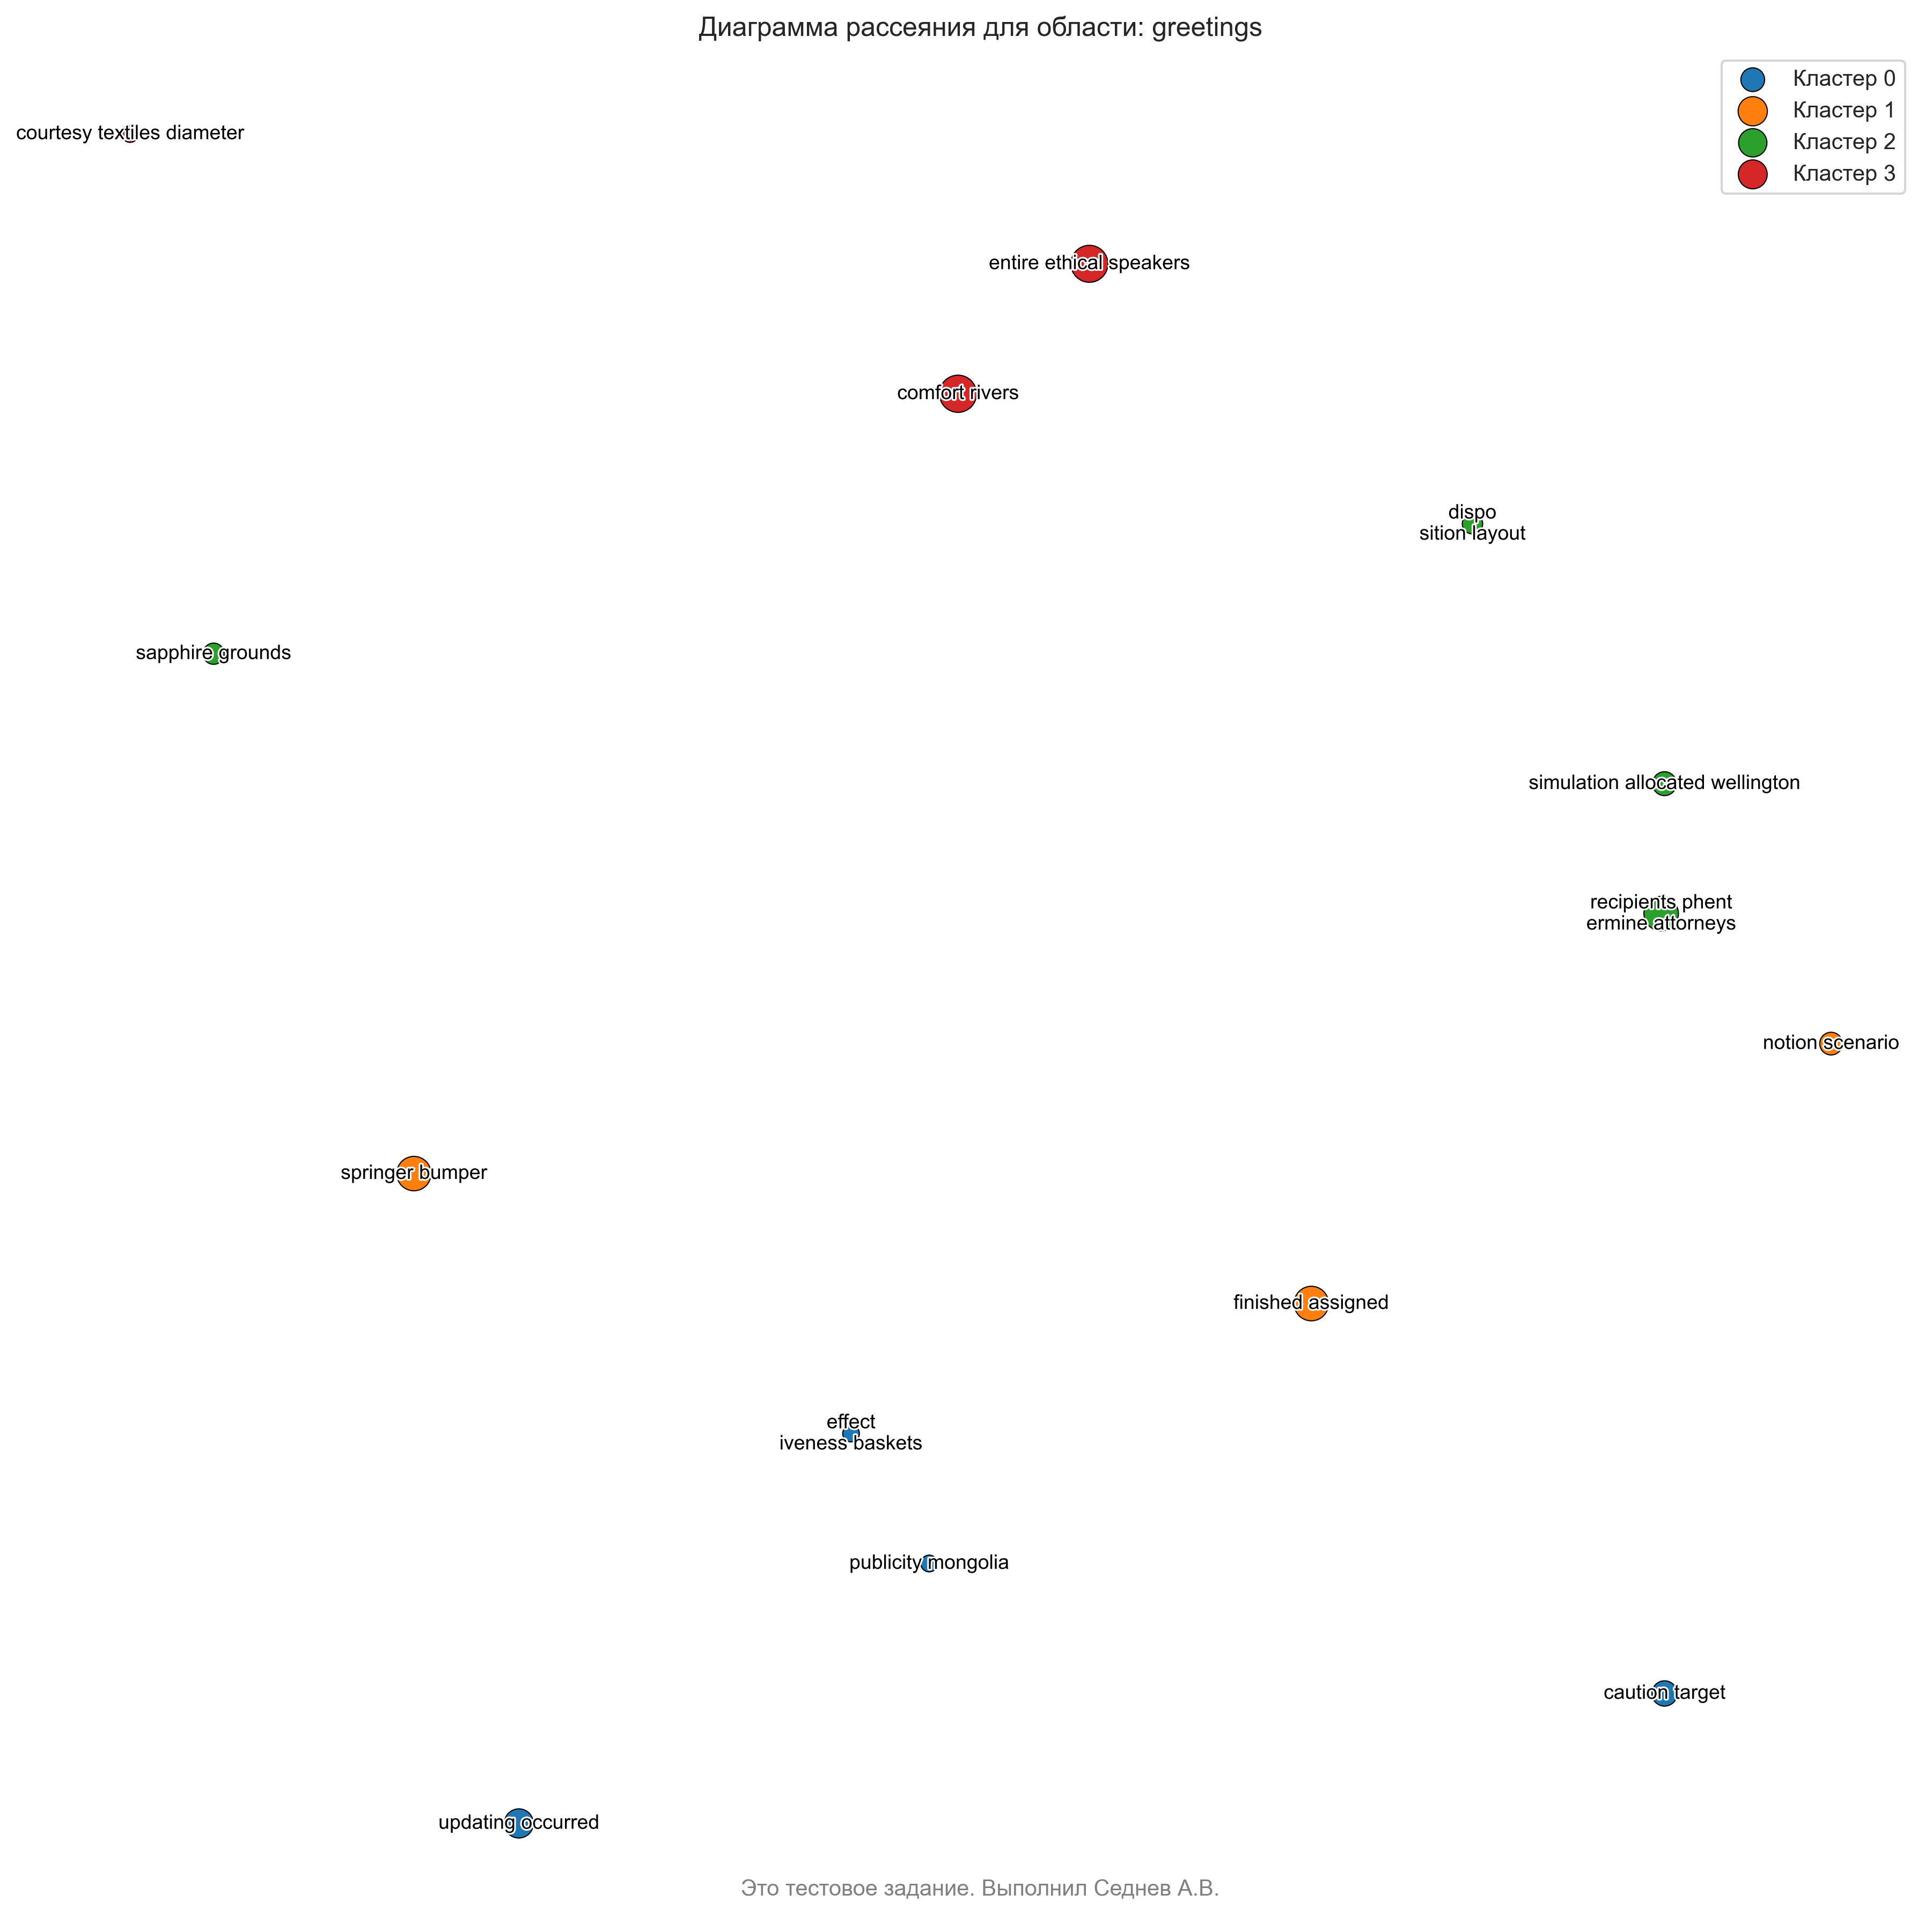 Диаграмма рассеяния для области: greetings
Кластер 0
Кластер 1
Кластер 2
Кластер 3
courtesy textiles diameter
entire ethical speakers
comfort rivers
dispo
sition layout
sapphire grounds
simulation allocated wellington
recipients phent
ermine attorneys
notion scenario
springer bumper
finished assigned
effect
iveness baskets
publicity mongolia
caution target
updating occurred
Это тестовое задание. Выполнил Седнев А.В.